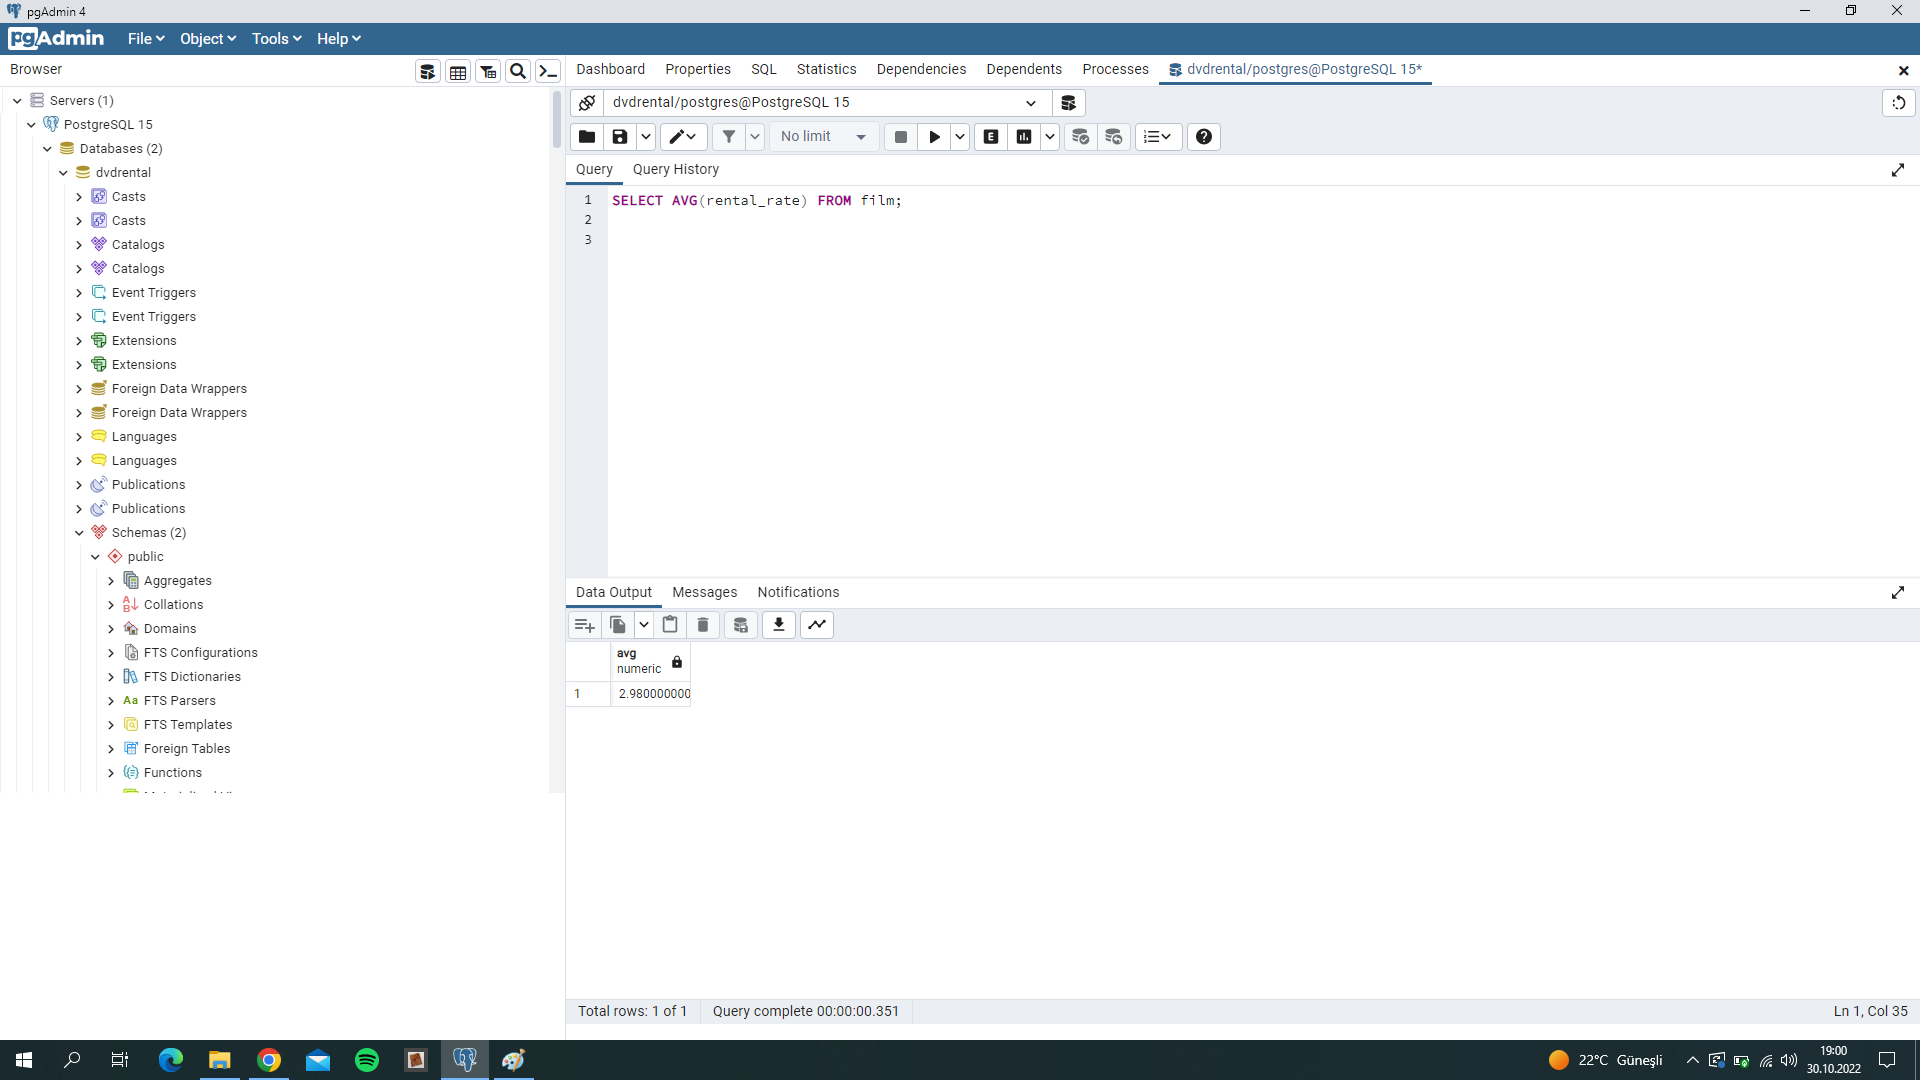 pgAdmin 4
pgAdmin File Object Tools Help
Browser
Dashboard Properties SQL Statistics Dependencies Dependents Processes dvdrental/postgres@PostgreSQL 15*
Servers (1)
PostgreSQL 15
Databases (2)
dvdrental
Casts
Casts
Catalogs
Catalogs
Event Triggers
Event Triggers
Extensions
Extensions
Foreign Data Wrappers
Foreign Data Wrappers
Languages
Languages
Publications
Publications
Schemas (2)
public
Aggregates
Collations
Domains
FTS Configurations
FTS Dictionaries
Aa FTS Parsers
FTS Templates
Foreign Tables
Functions
dvdrental/postgres@PostgreSQL 15
No limit
E
Query Query History
1 SELECT AVG(rental_rate) FROM film;
2
3
Data Output Messages Notifications
avg
numeric
1 2.980000000
Total rows: 1 of 1 Query complete 00:00:00.351 Ln 1, Col 35
22°C Güneşli
19:00
30.10.2022